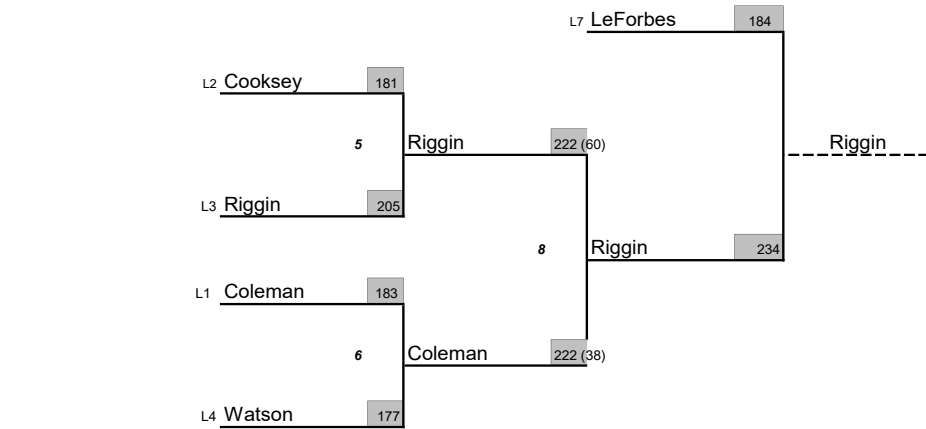 L7 LeForbes 184
L2 Cooksey 181
5 Riggin 222 (60) Riggin
L3 Riggin 205
8 Riggin 234
L1 Coleman 183
6 Coleman 222 (38)
L4 Watson 177